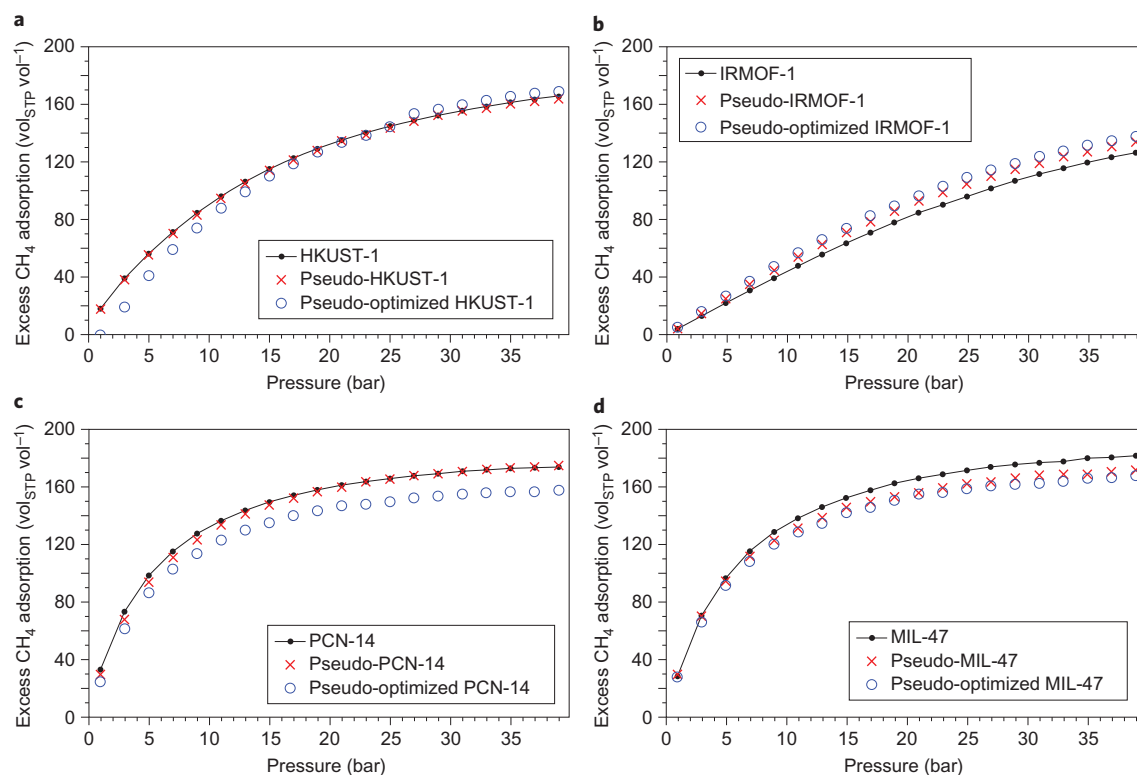 a
200
160
120
80
40
0
Excess CH4 adsorption (volSTP vol−1)
HKUST-1
Pseudo-HKUST-1
Pseudo-optimized HKUST-1
0 5 10 15 20 25 30 35
Pressure (bar)
b
200
160
120
80
40
0
Excess CH4 adsorption (volSTP vol−1)
IRMOF-1
Pseudo-IRMOF-1
Pseudo-optimized IRMOF-1
0 5 10 15 20 25 30 35
Pressure (bar)
c
200
160
120
80
40
0
Excess CH4 adsorption (volSTP vol−1)
PCN-14
Pseudo-PCN-14
Pseudo-optimized PCN-14
0 5 10 15 20 25 30 35
Pressure (bar)
d
200
160
120
80
40
0
Excess CH4 adsorption (volSTP vol−1)
MIL-47
Pseudo-MIL-47
Pseudo-optimized MIL-47
0 5 10 15 20 25 30 35
Pressure (bar)